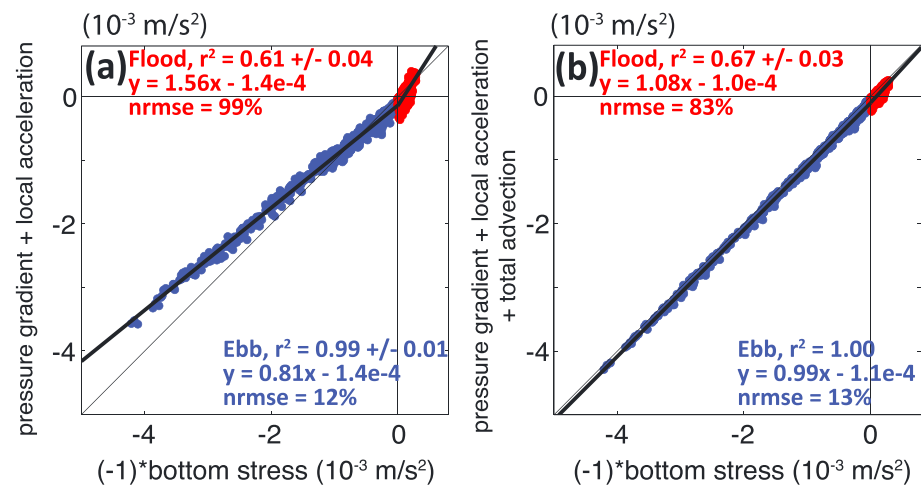 (10⁻³ m/s²)
(a)
Flood, r² = 0.61 +/- 0.04
y = 1.56x - 1.4e-4
nrmse = 99%
0
-2
-4
pressure gradient + local acceleration
Ebb, r² = 0.99 +/- 0.01
y = 0.81x - 1.4e-4
nrmse = 12%
-4 -2 0
(-1)*bottom stress (10⁻³ m/s²)
(10⁻³ m/s²)
(b)
Flood, r² = 0.67 +/- 0.03
y = 1.08x - 1.0e-4
nrmse = 83%
0
-2
-4
pressure gradient + local acceleration
+ total advection
Ebb, r² = 1.00
y = 0.99x - 1.1e-4
nrmse = 13%
-4 -2 0
(-1)*bottom stress (10⁻³ m/s²)